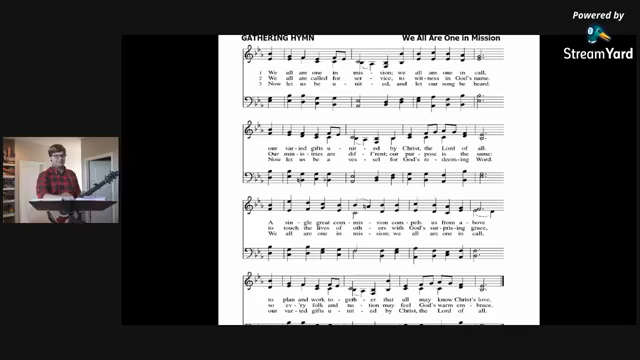 Powered by
StreamYard
GATHERING HYMN We All Are One in Mission
1 We all are one in mis - sion; we all are one in call,
2 We all are called for ser - vice, to wit-ness in God's name.
3 Now let us be u - nit - ed, and let our song be heard.
our var-ied gifts u - nit - ed by Christ, the Lord of all.
Our min-is-tries are dif-f'rent; our pur-pose is the same:
Now let us be a ves - sel for God's re-deem-ing Word.
A sin-gle great com-mis-sion com-pels us from a-bove
to touch the lives of oth-ers with God's sur-pris-ing grace,
We all are one in mis - sion; we all are one in call,
to plan and work to-geth-er that all may know Christ's love,
so ev-'ry folk and na-tion may feel God's warm em-brace,
our var-ied gifts u-nit-ed by Christ, the Lord of all.